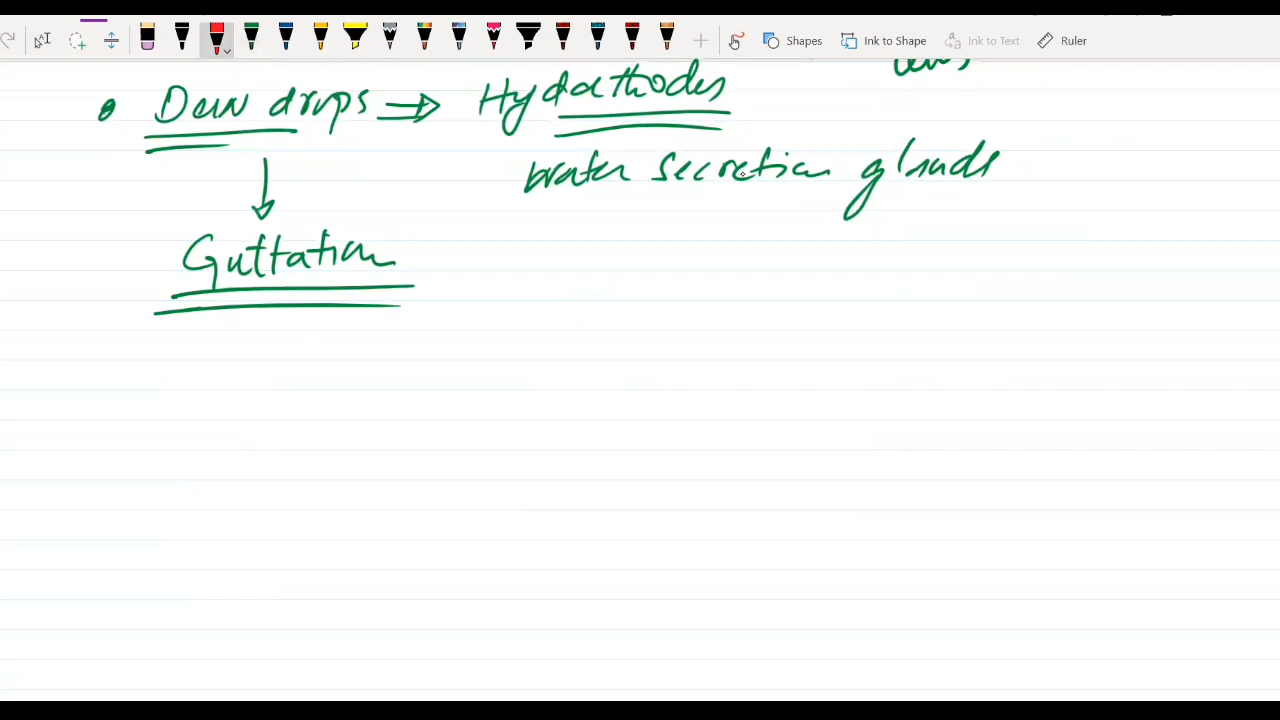 Shapes Ink to Shape Ink to Text Ruler
• Dew drops ⇒ Hydathodes
water secretion glands
↓
Guttation